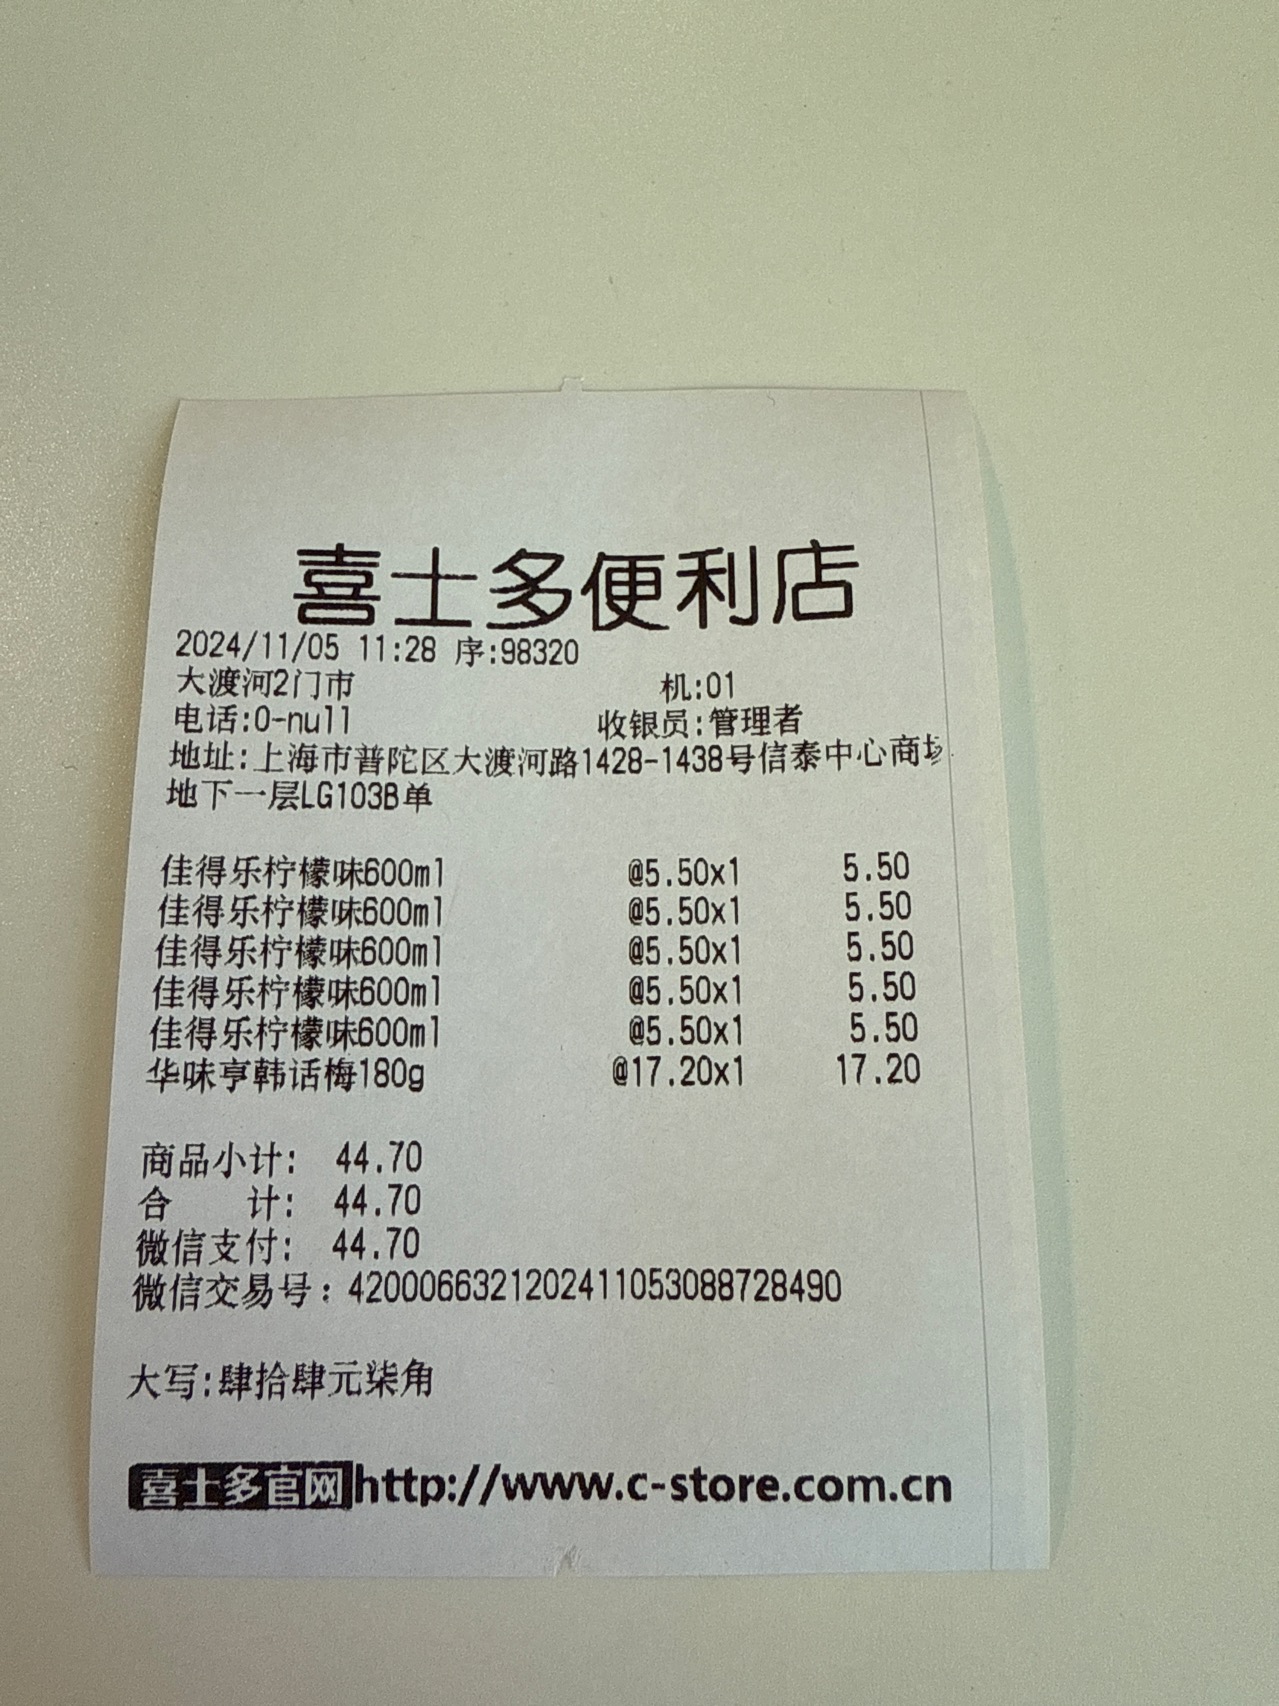 喜士多便利店
2024/11/05 11:28 序:98320
大渡河2门市 机:01
电话:0-null 收银员:管理者
地址:上海市普陀区大渡河路1428-1438号信泰中心商场
地下一层LG103B单
佳得乐柠檬味600ml @5.50x1 5.50
佳得乐柠檬味600ml @5.50x1 5.50
佳得乐柠檬味600ml @5.50x1 5.50
佳得乐柠檬味600ml @5.50x1 5.50
佳得乐柠檬味600ml @5.50x1 5.50
华味亨韩话梅180g @17.20x1 17.20
商品小计: 44.70
合 计: 44.70
微信支付: 44.70
微信交易号：4200066321202411053088728490
大写:肆拾肆元柒角
喜士多官网http://www.c-store.com.cn